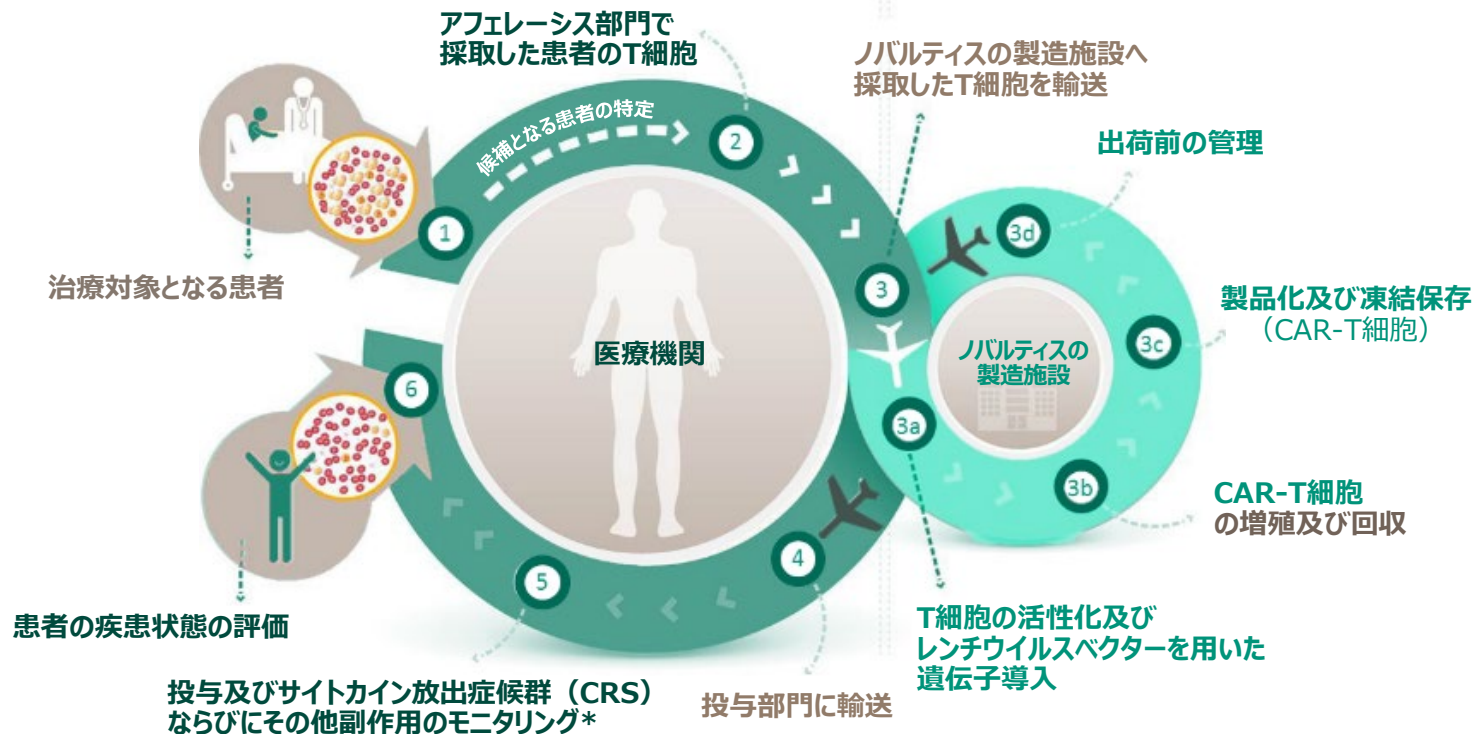 アフェレーシス部門で
採取した患者のT細胞
ノバルティスの製造施設へ
採取したT細胞を輸送
候補となる患者の特定
2
出荷前の管理
1
3d
治療対象となる患者
3
製品化及び凍結保存
（CAR-T細胞）
3c
医療機関
ノバルティスの
製造施設
6
3a
3b
CAR-T細胞
の増殖及び回収
4
5
T細胞の活性化及び
レンチウイルスベクターを用いた
遺伝子導入
患者の疾患状態の評価
投与及びサイトカイン放出症候群（CRS）
ならびにその他副作用のモニタリング*
投与部門に輸送